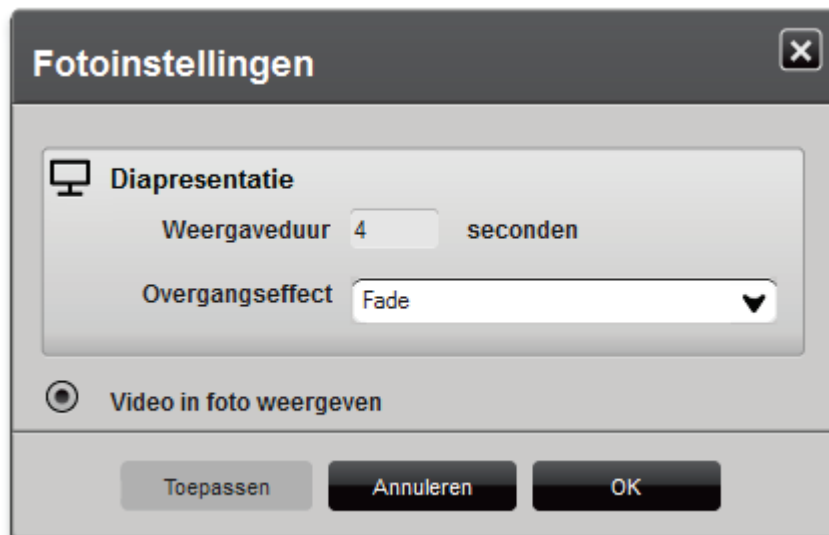 Fotoinstellingen
Diapresentatie
Weergaveduur 4 seconden
Overgangseffect Fade
Video in foto weergeven
Toepassen Annuleren OK